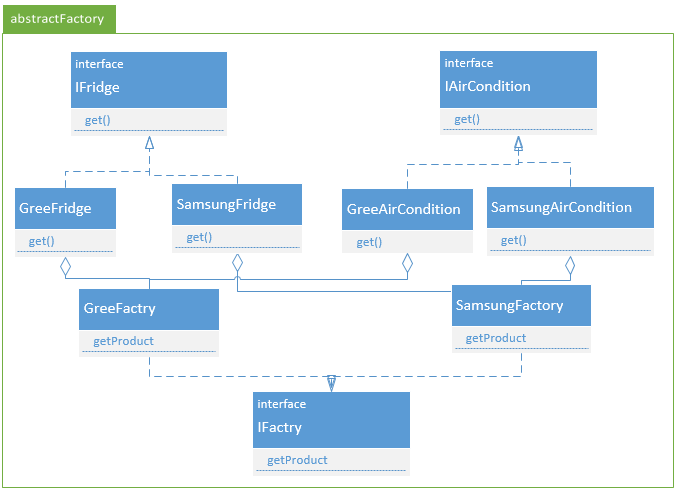 abstractFactory
interface
IFridge
get()
interface
IAirCondition
get()
GreeFridge
get()
SamsungFridge
get()
GreeAirCondition
get()
SamsungAirCondition
get()
GreeFactry
getProduct
SamsungFactory
getProduct
interface
IFactry
getProduct